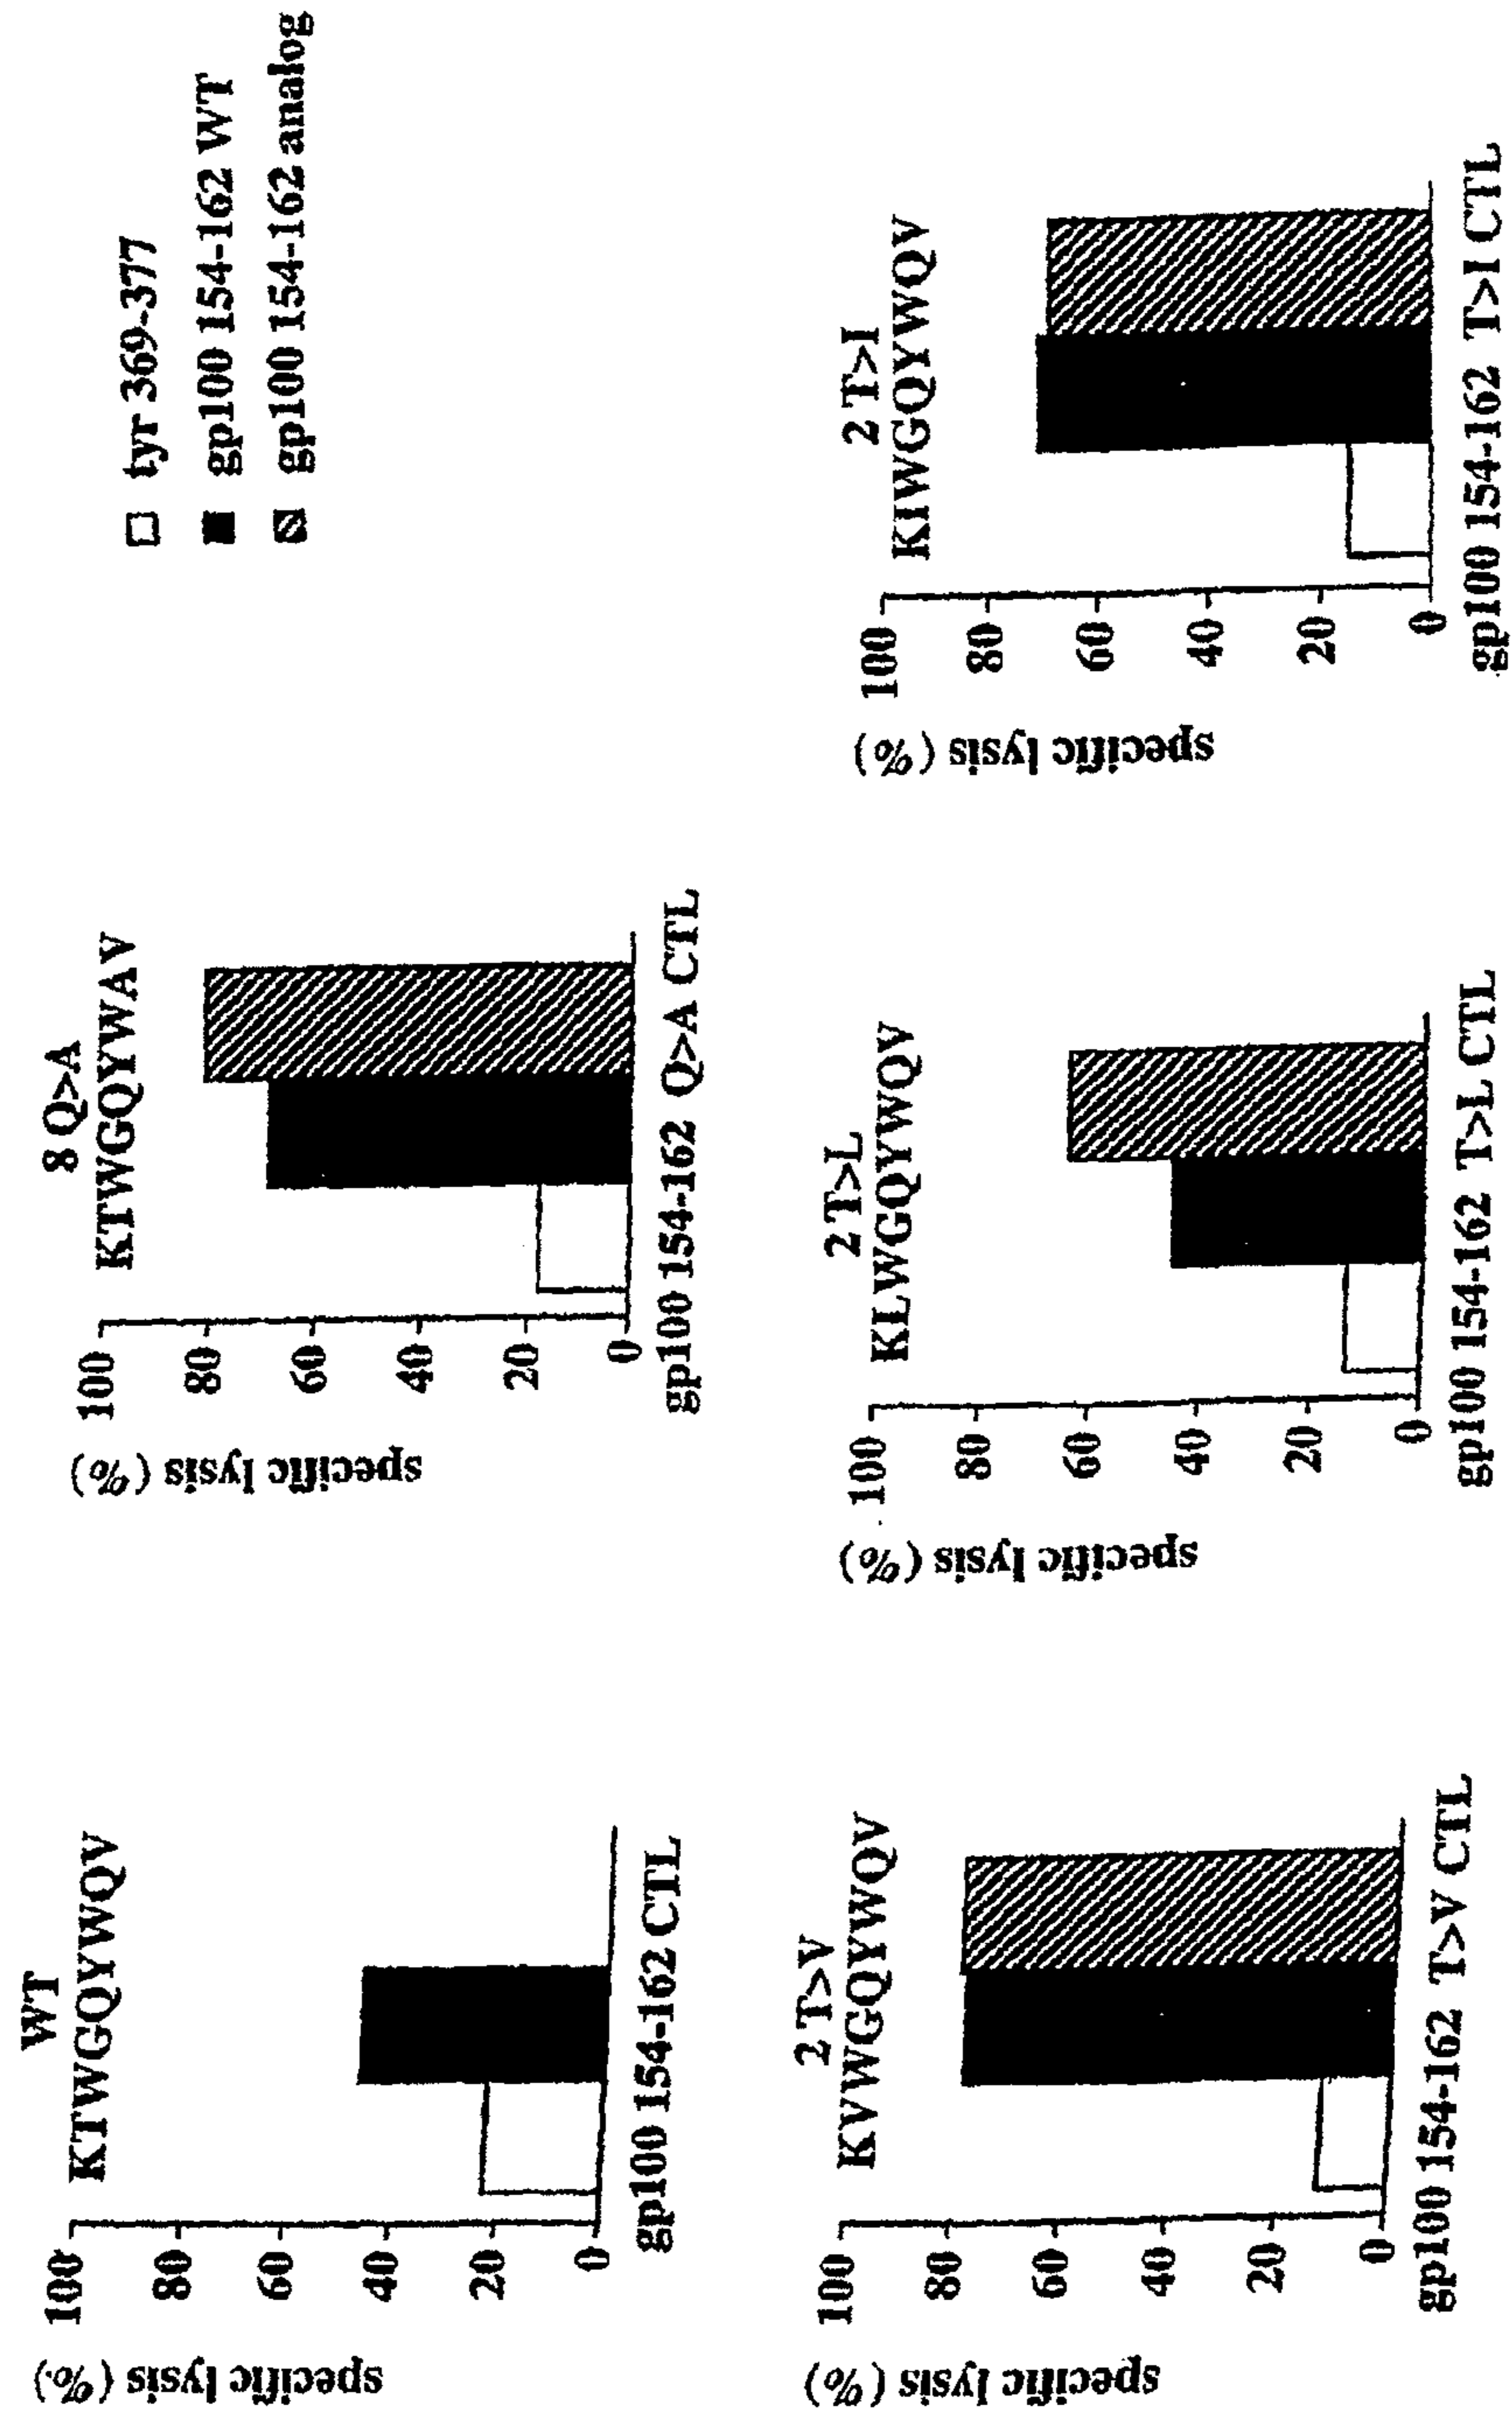 WT
KTWGQYWQV
specific lysis (%)
100
80
60
40
20
0
gp100 154-162 CTL
8 Q>A
KTWGQYWAV
specific lysis (%)
100
80
60
40
20
0
gp100 154-162 Q>A CTL
tyr 369-377
gp100 154-162 WT
gp100 154-162 analog
2 T>V
KVWGQYWQV
specific lysis (%)
100
80
60
40
20
0
gp100 154-162 T>V CTL
2 T>L
KLWGQYWQV
specific lysis (%)
100
80
60
40
20
0
gp100 154-162 T>L CTL
2 T>I
KIWGQYWQV
specific lysis (%)
100
80
60
40
20
0
gp100 154-162 T>I CTL